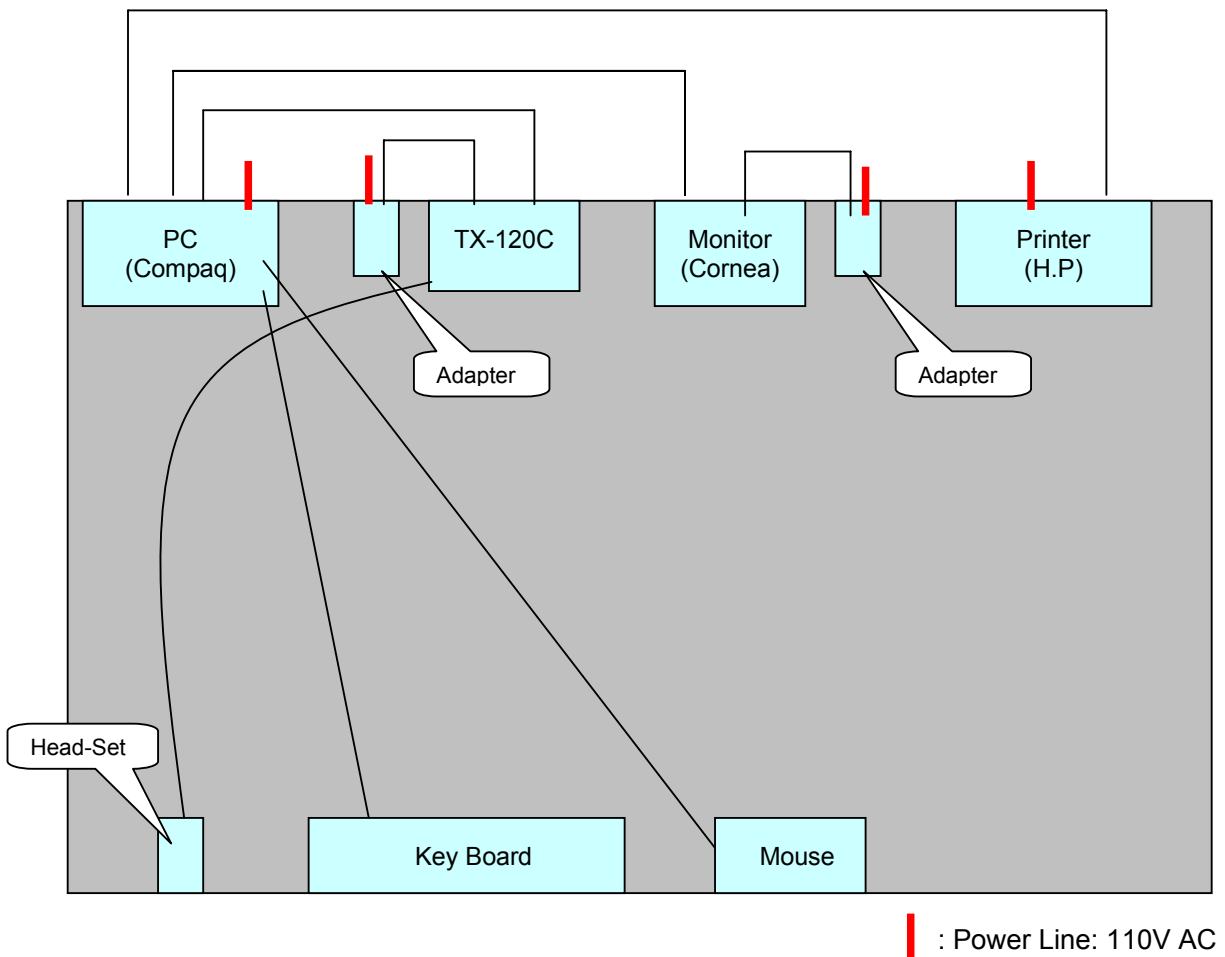 PC
(Compaq)
TX-120C
Monitor
(Cornea)
Printer
(H.P)
Adapter
Adapter
Head-Set
Key Board
Mouse
: Power Line: 110V AC